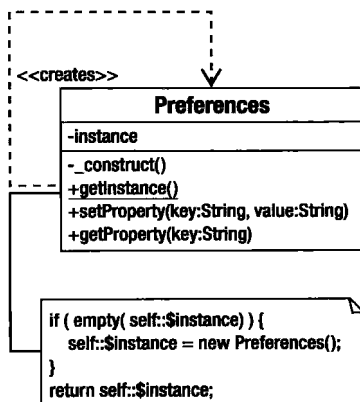 <<creates>>
Preferences
-instance
-_construct()
+getInstance()
+setProperty(key:String, value:String)
+getProperty(key:String)
if ( empty( self::$instance) ) {
self::$instance = new Preferences();
}
return self::$instance;